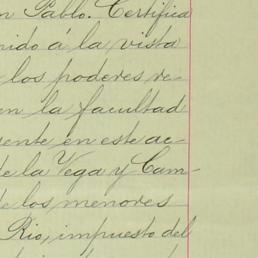 n Pablo. Certifica
nido á la vista
los poderes re-
en la facultad
ente en este ac-
de la Vega y Cam-
de los menores
Rio, impuesto del